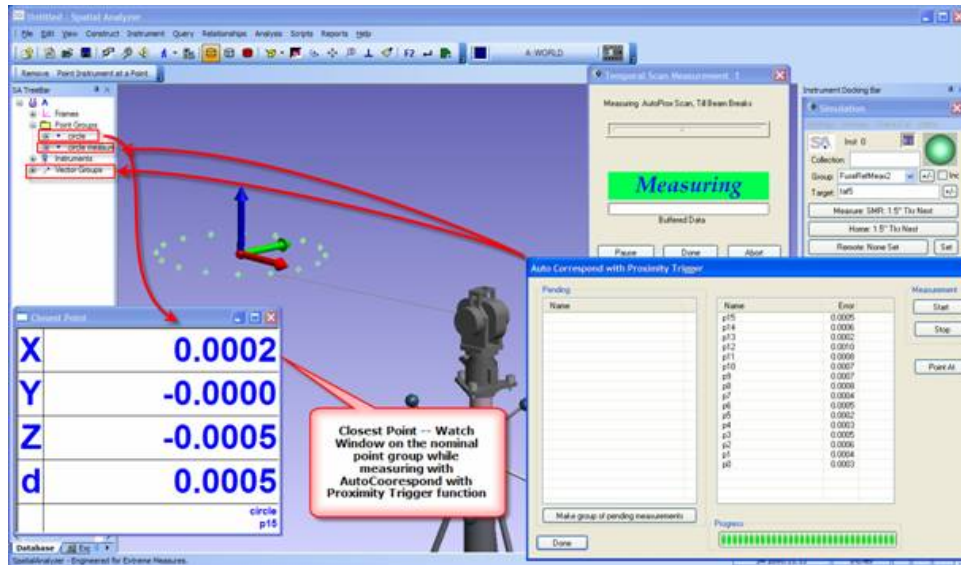 Untitled - Spatial Analyzer
File Edit View Construct Instrument Query Relationships Analysis Scripts Reports Help
F2
A::WORLD
Remove Point Instrument at a Point
SA TreeBar
A
Frames
Point Groups
circle
circle measure
Instruments
Vector Groups
Temporal Scan Measurement
Measuring AutoProx Scan, Till Beam Breaks
Measuring
Buffered Data
Pause Done Abort
Instrument Docking Bar
Simulation
SA Inst 0
Collection:
Group: FuseRefMeas2 +/- Inc
Target: +/-
Measure: SMR: 1.5" Tkr Nest
Home: 1.5" Tkr Nest
Remote: None Set Set
Auto Correspond with Proximity Trigger
Pending
Name
Name Error
p15 0.0005
p14 0.0006
p13 0.0002
p12 0.0010
p11 0.0008
p10 0.0007
p9 0.0007
p8 0.0008
p7 0.0004
p6 0.0005
p5 0.0002
p4 0.0003
p3 0.0005
p2 0.0006
p1 0.0004
p0 0.0003
Measurement
Start
Stop
Point At
Make group of pending measurements
Progress
Done
Closest Point
X 0.0002
Y -0.0000
Z -0.0005
d 0.0005
circle
p15
Closest Point -- Watch
Window on the nominal
point group while
measuring with
AutoCoorespond with
Proximity Trigger function
Database
SpatialAnalyzer - Engineered for Extreme Measures.